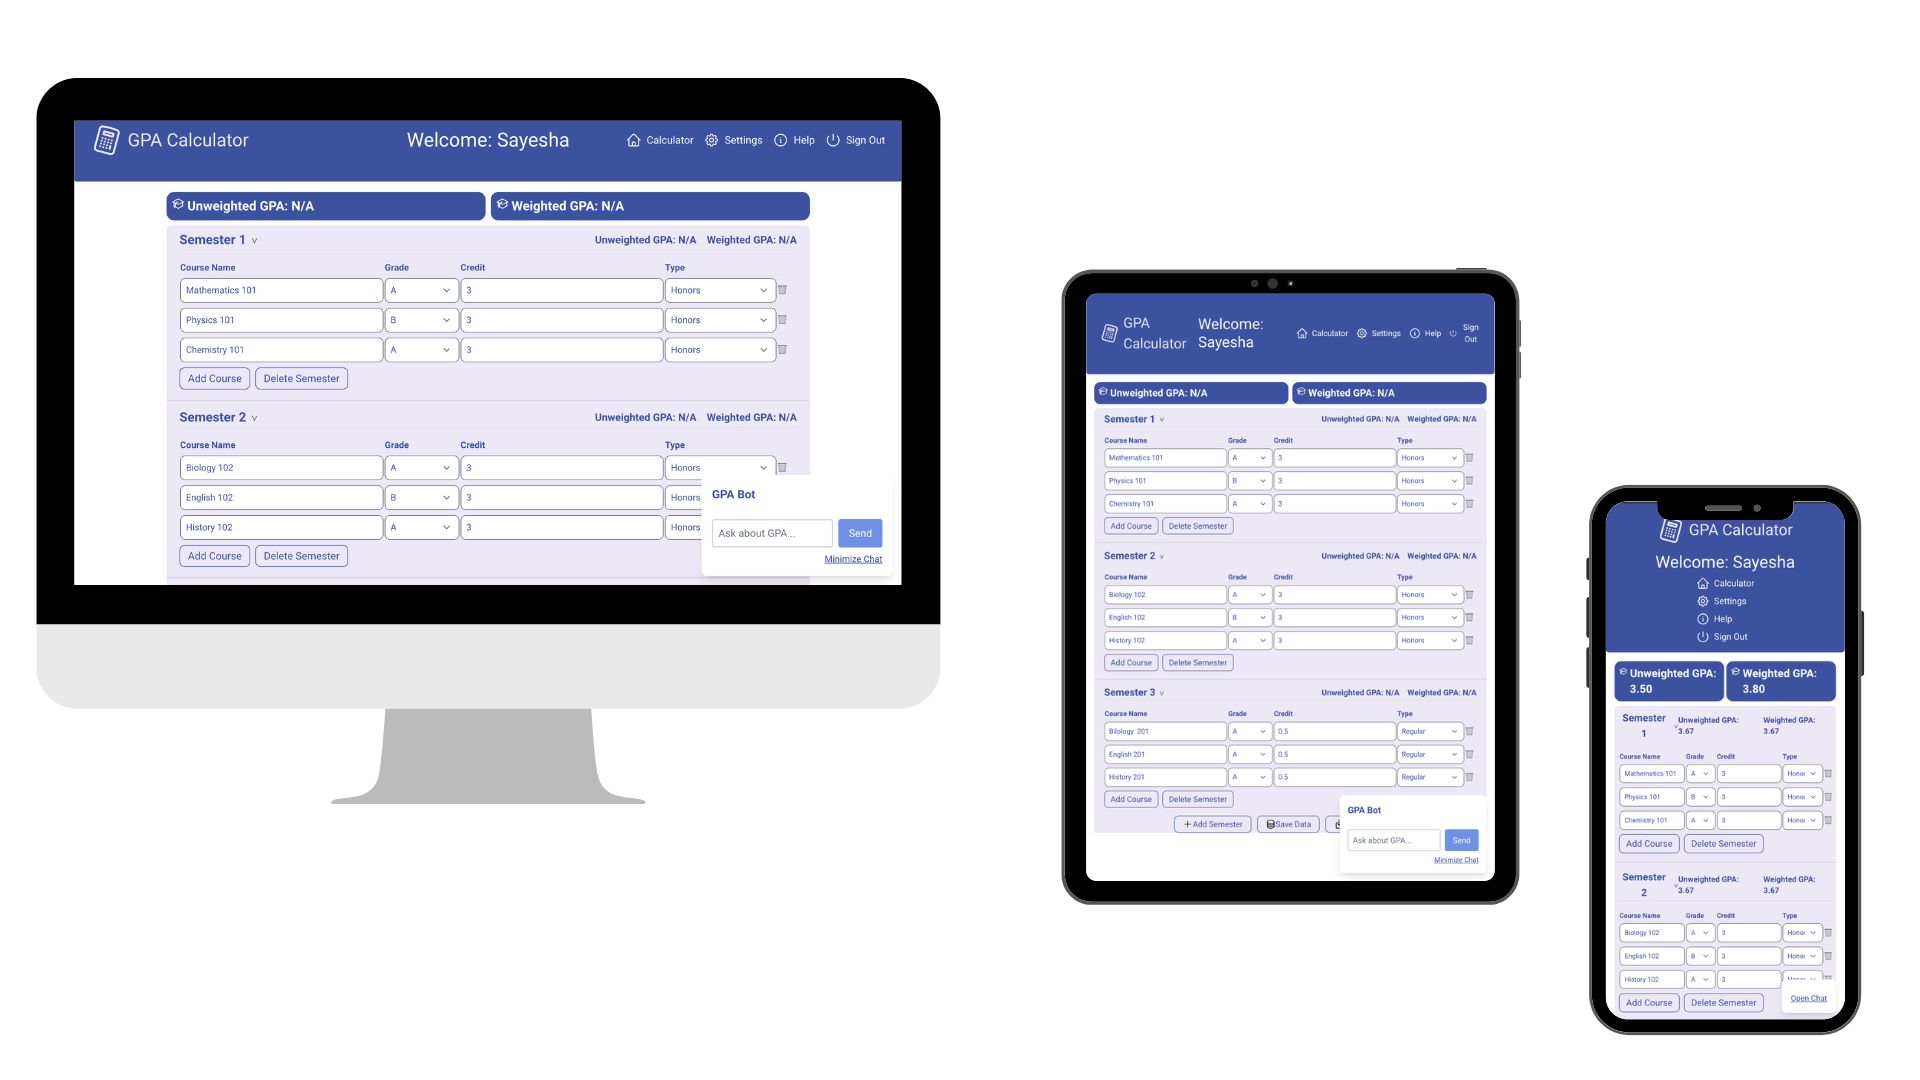 GPA Calculator Welcome: Sayesha Calculator Settings Help Sign Out
Unweighted GPA: N/A Weighted GPA: N/A
Semester 1 v Unweighted GPA: N/A Weighted GPA: N/A
Course Name Grade Credit Type
Mathematics 101 A 3 Honors
Physics 101 B 3 Honors
Chemistry 101 A 3 Honors
Add Course Delete Semester
Semester 2 v Unweighted GPA: N/A Weighted GPA: N/A
Course Name Grade Credit Type
Biology 102 A 3 Honors
English 102 B 3 Honors
History 102 A 3 Honors
Add Course Delete Semester
GPA Bot
Ask about GPA... Send
Minimize Chat
GPA
Calculator
Welcome:
Sayesha
Calculator Settings Help Sign
Out
Unweighted GPA: N/A Weighted GPA: N/A
Semester 1 v Unweighted GPA: N/A Weighted GPA: N/A
Course Name Grade Credit Type
Mathematics 101 A 3 Honors
Physics 101 B 3 Honors
Chemistry 101 A 3 Honors
Add Course Delete Semester
Semester 2 v Unweighted GPA: N/A Weighted GPA: N/A
Course Name Grade Credit Type
Biology 102 A 3 Honors
English 102 B 3 Honors
History 102 A 3 Honors
Add Course Delete Semester
Semester 3 v Unweighted GPA: N/A Weighted GPA: N/A
Course Name Grade Credit Type
Bilology 201 A 0.5 Regular
English 201 A 0.5 Regular
History 201 A 0.5 Regular
Add Course Delete Semester
+ Add Semester Save Data
GPA Bot
Ask about GPA... Send
Minimize Chat
GPA Calculator
Welcome: Sayesha
Calculator
Settings
Help
Sign Out
Unweighted GPA:
3.50
Weighted GPA:
3.80
Semester
1
v
Unweighted GPA:
3.67
Weighted GPA:
3.67
Course Name Grade Credit Type
Mathematics 101 A 3 Honor
Physics 101 B 3 Honor
Chemistry 101 A 3 Honor
Add Course Delete Semester
Semester
2
v
Unweighted GPA:
3.67
Weighted GPA:
3.67
Course Name Grade Credit Type
Biology 102 A 3 Honor
English 102 B 3 Honor
History 102 A 3
Add Course Delete Semester
Open Chat